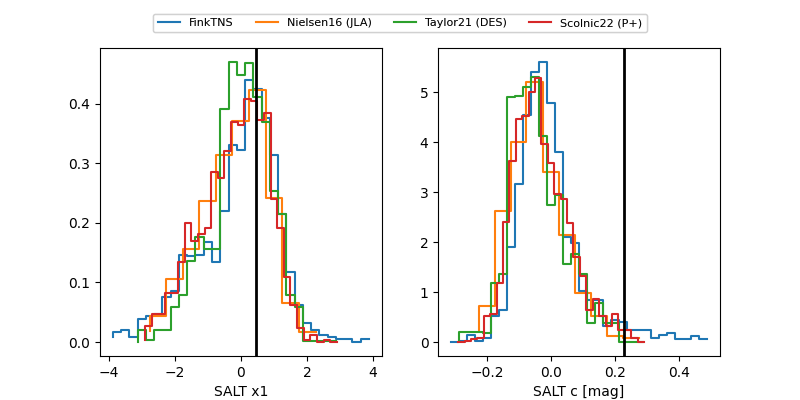 FinkTNS Nielsen16 (JLA) Taylor21 (DES) Scolnic22 (P+)
0.4
0.3
0.2
0.1
0.0
−4 −2 0 2 4
SALT x1
5
4
3
2
1
0
−0.2 0.0 0.2 0.4
SALT c [mag]